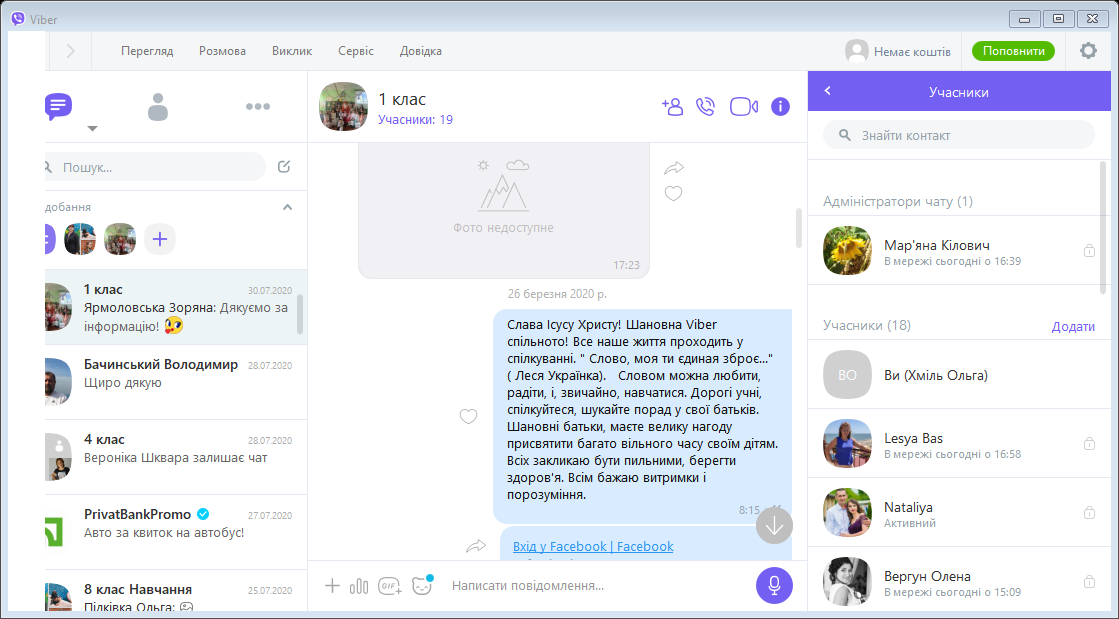 Viber
Перегляд
Розмова
Виклик
Сервіс
Довідка
Немає коштів
Поповнити
Пошук...
добання
1 клас
30.07.2020
Ярмоловська Зоряна: Дякуємо за
інформацію!
Бачинський Володимир
28.07.2020
Щиро дякую
4 клас
28.07.2020
Вероніка Шквара залишає чат
PrivatBankPromo
27.07.2020
Авто за квиток на автобус!
8 клас Навчання
25.07.2020
Підківка Ольга:
1 клас
Учасники: 19
Фото недоступне
17:23
26 березня 2020 р.
Слава Ісусу Христу! Шановна Viber
спільното! Все наше життя проходить у
спілкуванні. " Слово, моя ти єдиная зброє..."
( Леся Українка).   Словом можна любити,
радіти, і, звичайно, навчатися. Дорогі учні,
спілкуйтеся, шукайте порад у свої батьків.
Шановні батьки, маєте велику нагоду
присвятити багато вільного часу своїм дітям.
Всіх закликаю бути пильними, берегти
здоров'я. Всім бажаю витримки і
порозуміння.
8:15
Вхід у Facebook | Facebook
GIF
Написати повідомлення...
Учасники
Знайти контакт
Адміністратори чату (1)
Мар'яна Кілович
В мережі сьогодні о 16:39
Учасники (18)
Додати
ВО
Ви (Хміль Ольга)
Lesya Bas
В мережі сьогодні о 16:58
Nataliya
Активний
Вергун Олена
В мережі сьогодні о 15:09